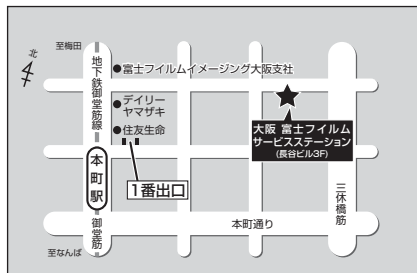 至梅田
北
地下鉄御堂筋線
●富士フイルムイメージング大阪支社
●デイリー
ヤマザキ
●住友生命
大阪 富士フイルム
サービスステーション
(長谷ビル3F)
本町駅
1番出口
三休橋筋
御堂筋
本町通り
至なんば